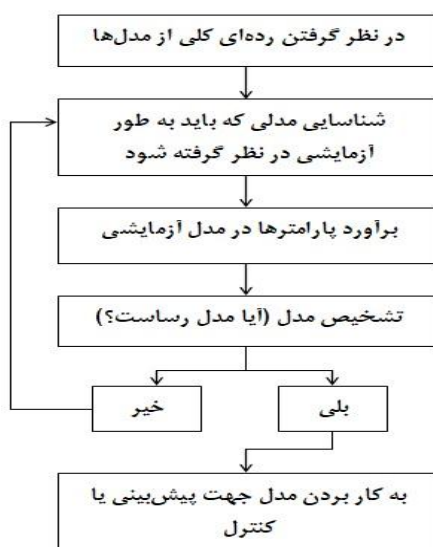 در نظر گرفتن رده‌ای کلی از مدل‌ها
شناسایی مدلی که باید به طور
آزمایشی در نظر گرفته شود
برآورد پارامترها در مدل آزمایشی
تشخیص مدل (آیا مدل رساست؟)
خیر
بلی
به کار بردن مدل جهت پیش‌بینی یا
کنترل